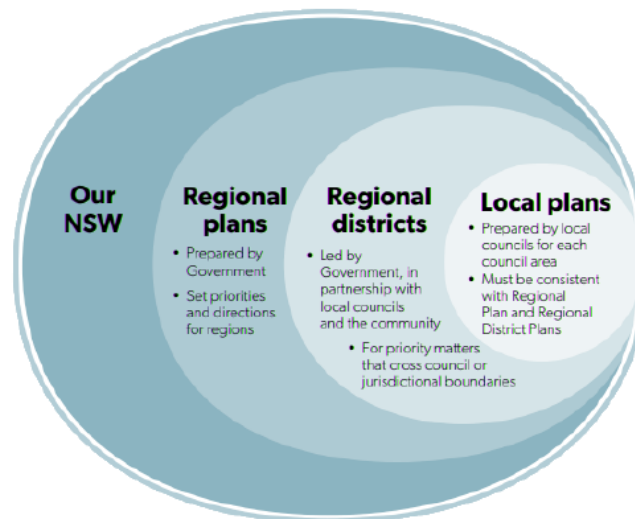 Our
NSW
Regional
plans
• Prepared by
Government
• Set priorities
and directions
for regions
Regional
districts
• Led by
Government, in
partnership with
local councils
and the community
• For priority matters
that cross council or
jurisdictional boundaries
Local plans
• Prepared by local
councils for each
council area
• Must be consistent
with Regional
Plan and Regional
District Plans